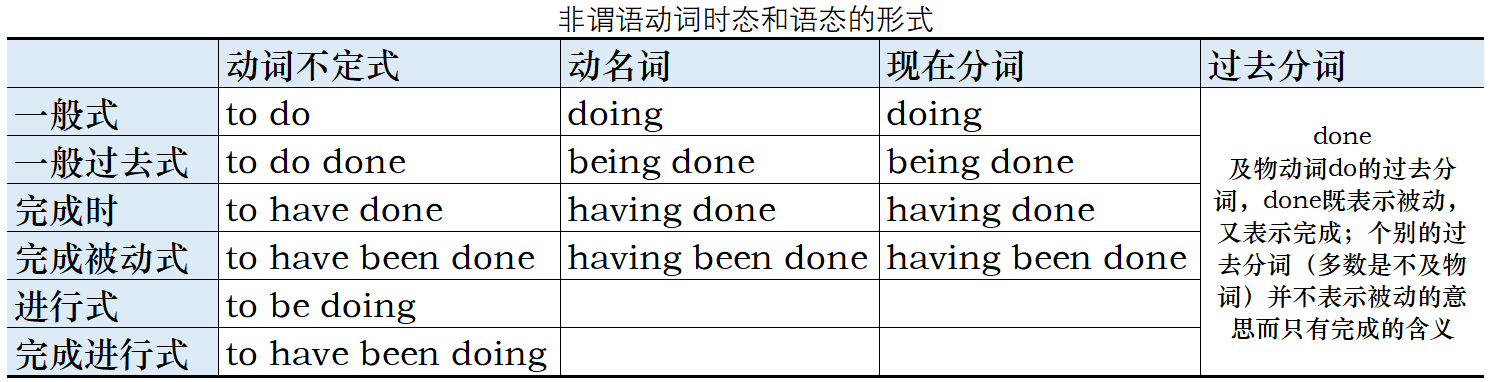 非谓语动词时态和语态的形式
动词不定式 动名词 现在分词 过去分词
一般式 to do doing doing
一般过去式 to do done being done being done
完成时 to have done having done having done
完成被动式 to have been done having been done having been done
进行式 to be doing
完成进行式 to have been doing
done
及物动词do的过去分
词，done既表示被动，
又表示完成；个别的过
去分词（多数是不及物
词）并不表示被动的意
思而只有完成的含义